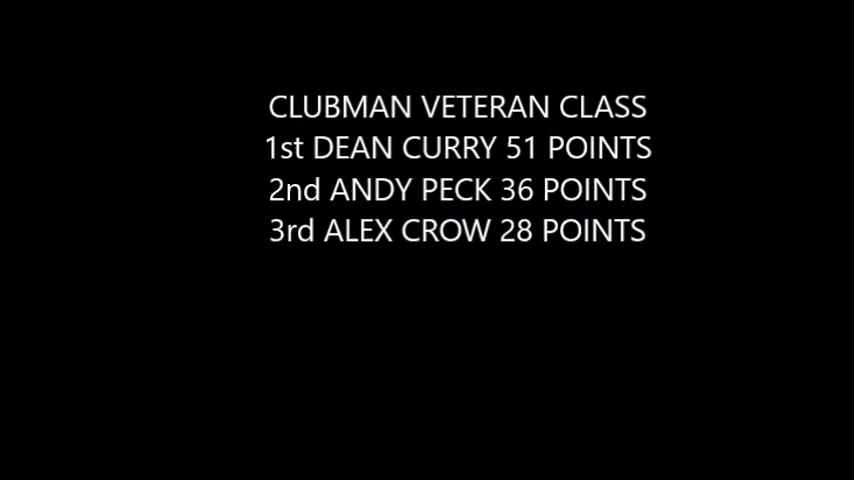 CLUBMAN VETERAN CLASS
1st DEAN CURRY 51 POINTS
2nd ANDY PECK 36 POINTS
3rd ALEX CROW 28 POINTS